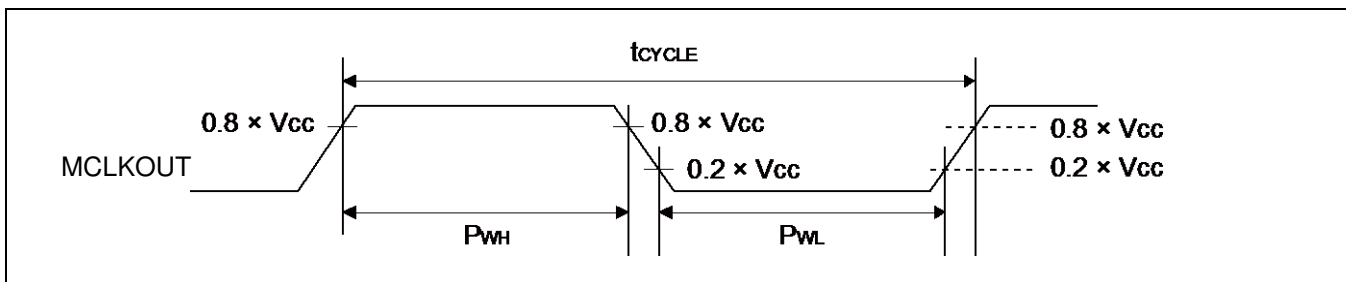 tCYCLE
0.8 × Vcc
0.8 × Vcc
0.8 × Vcc
MCLKOUT
0.2 × Vcc
0.2 × Vcc
PWH
PWL